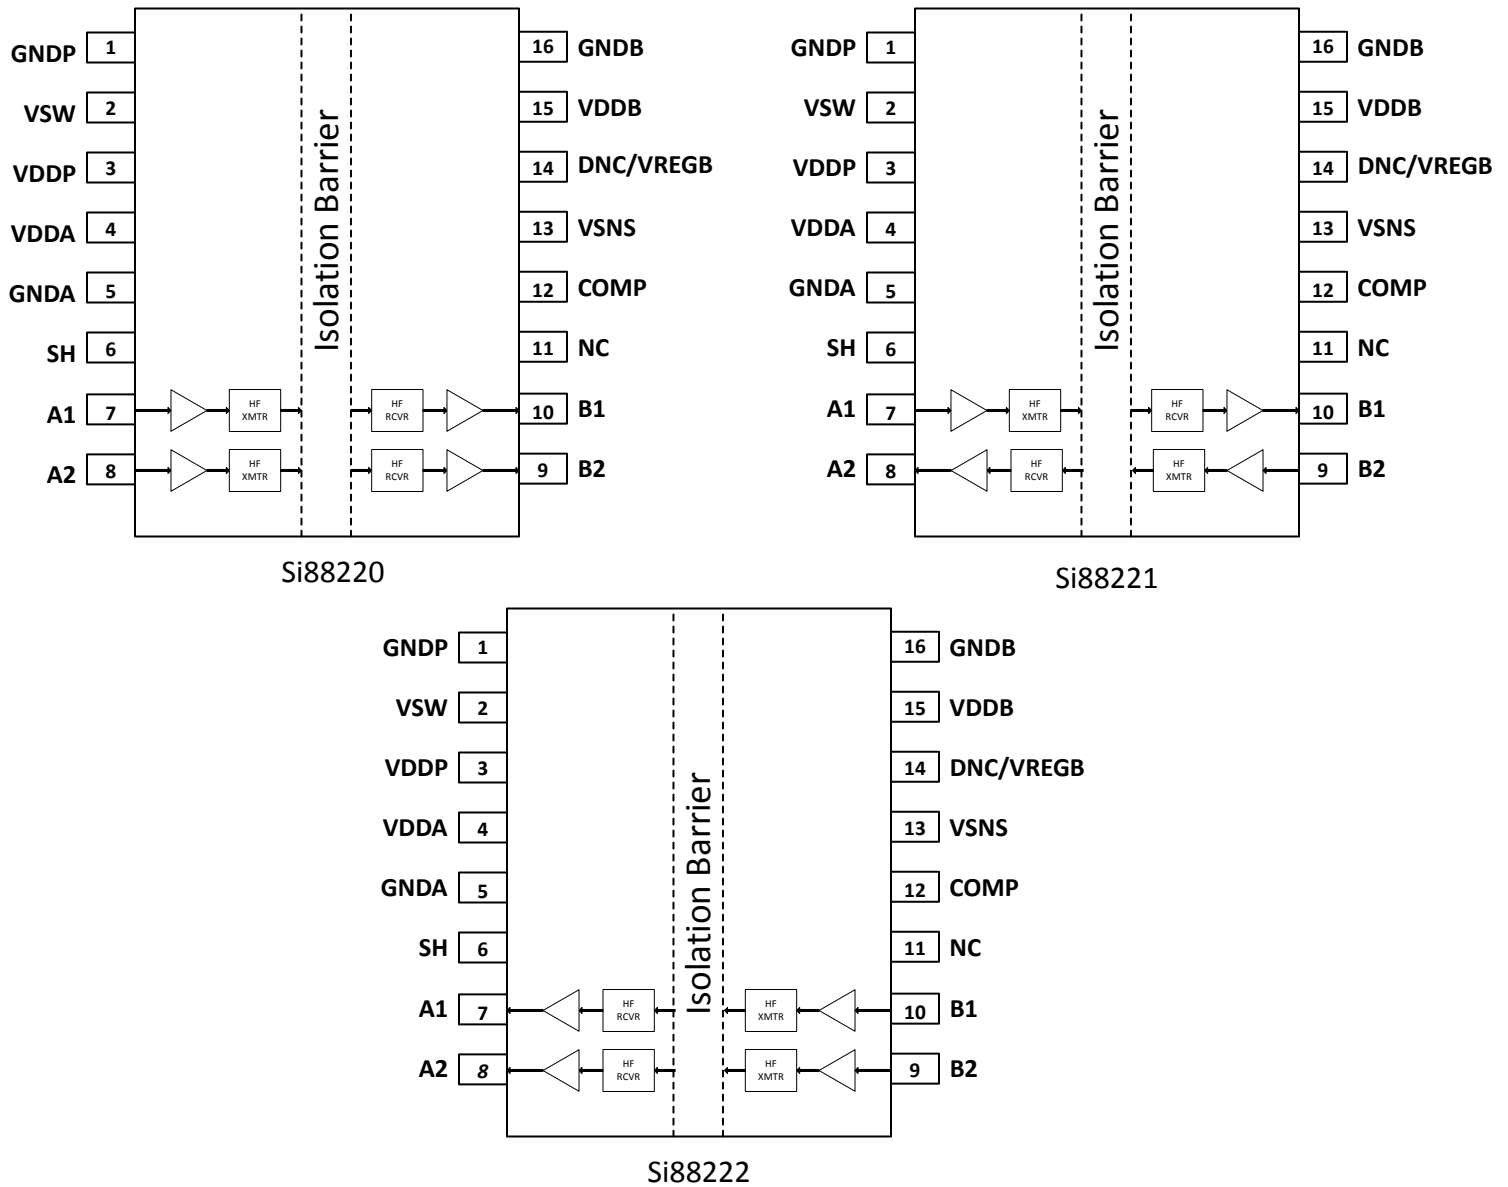 GNDP 1 16 GNDB
VSW 2 15 VDDB
VDDP 3 14 DNC/VREGB
VDDA 4 13 VSNS
GNDA 5 12 COMP
SH 6 11 NC
A1 7 HF XMTR HF RCVR 10 B1
A2 8 HF XMTR HF RCVR 9 B2
Isolation Barrier
Si88220
GNDP 1 16 GNDB
VSW 2 15 VDDB
VDDP 3 14 DNC/VREGB
VDDA 4 13 VSNS
GNDA 5 12 COMP
SH 6 11 NC
A1 7 HF XMTR HF RCVR 10 B1
A2 8 HF RCVR HF XMTR 9 B2
Isolation Barrier
Si88221
GNDP 1 16 GNDB
VSW 2 15 VDDB
VDDP 3 14 DNC/VREGB
VDDA 4 13 VSNS
GNDA 5 12 COMP
SH 6 11 NC
A1 7 HF RCVR HF XMTR 10 B1
A2 8 HF RCVR HF XMTR 9 B2
Isolation Barrier
Si88222